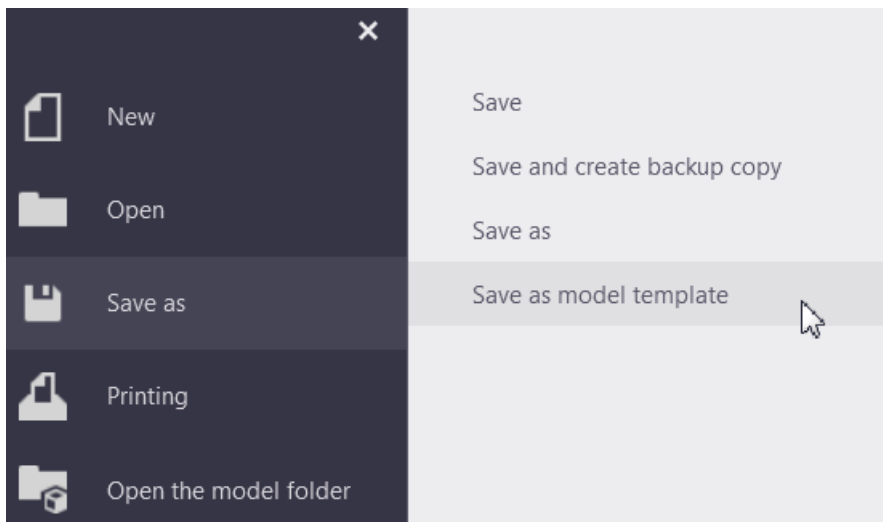 New
Open
Save as
Printing
Open the model folder
Save
Save and create backup copy
Save as
Save as model template